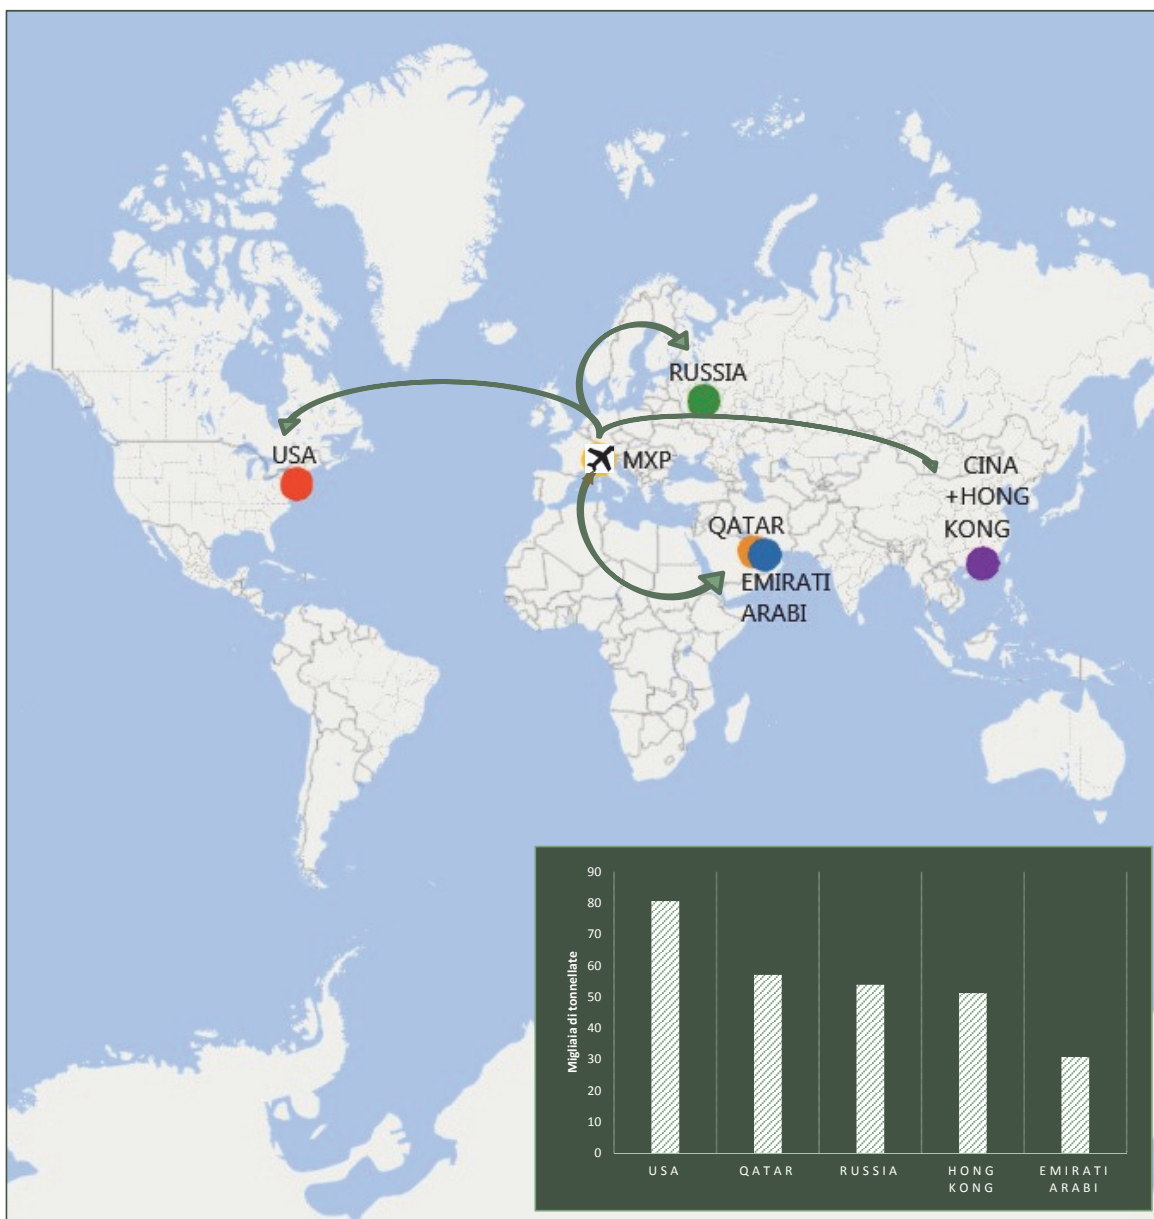 RUSSIA
USA
MXP
CINA
+HONG
KONG
QATAR
EMIRATI
ARABI
90
80
70
60
50
40
30
20
10
0
Migliaia di tonnellate
USA
QATAR
RUSSIA
HONG
KONG
EMIRATI
ARABI